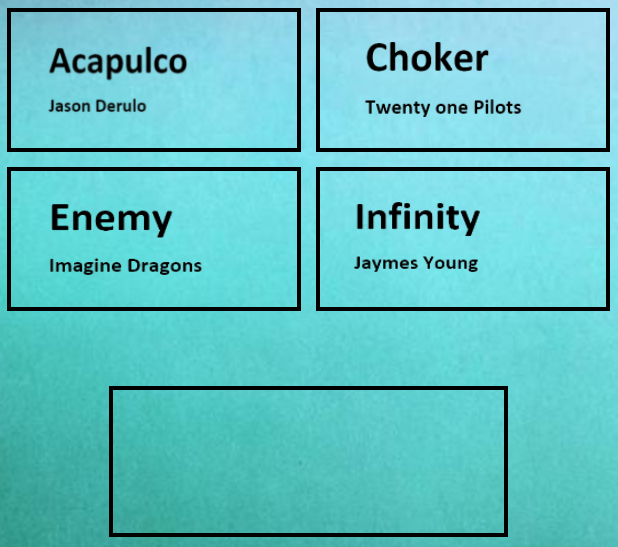 Acapulco
Jason Derulo
Choker
Twenty one Pilots
Enemy
Imagine Dragons
Infinity
Jaymes Young